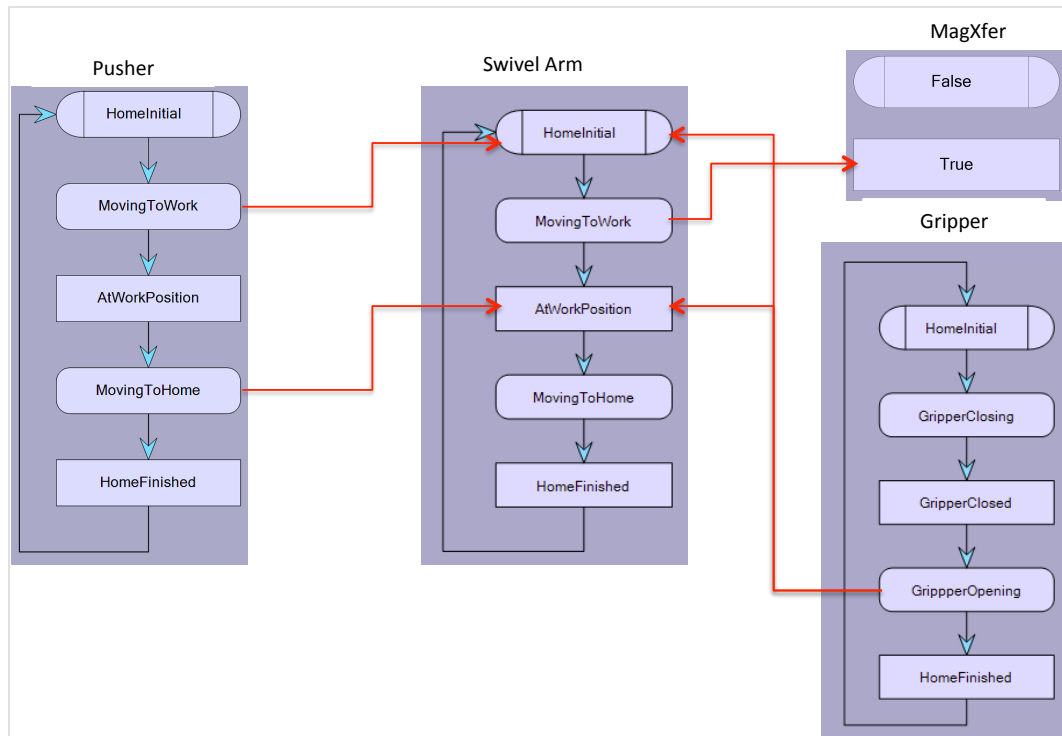 Pusher
HomeInitial
MovingToWork
AtWorkPosition
MovingToHome
HomeFinished
Swivel Arm
HomeInitial
MovingToWork
AtWorkPosition
MovingToHome
HomeFinished
MagXfer
False
True
Gripper
HomeInitial
GripperClosing
GripperClosed
GrippperOpening
HomeFinished